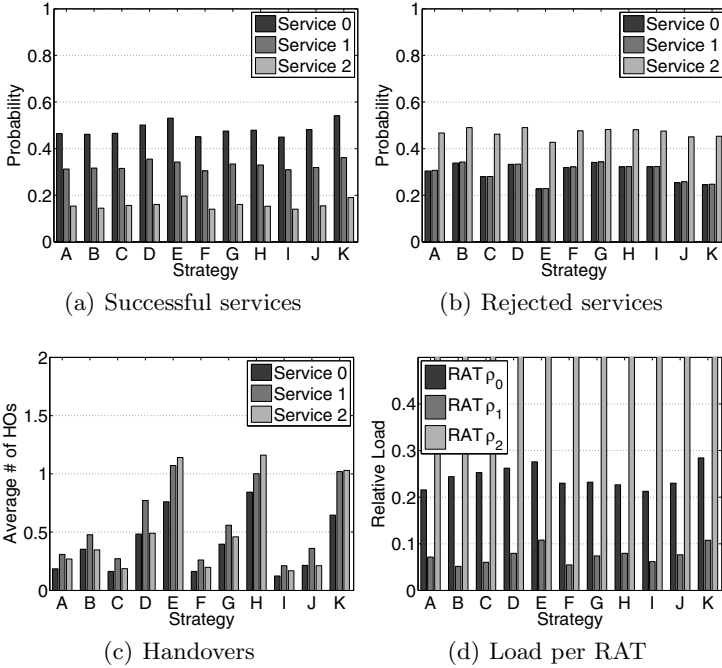 1
0.8
0.6
0.4
0.2
0
Probability
Service 0
Service 1
Service 2
A B C D E F G H I J K
Strategy
(a) Successful services
1
0.8
0.6
0.4
0.2
0
Probability
Service 0
Service 1
Service 2
A B C D E F G H I J K
Strategy
(b) Rejected services
2
1.5
1
0.5
0
Average # of HOs
Service 0
Service 1
Service 2
A B C D E F G H I J K
Strategy
(c) Handovers
0.4
0.3
0.2
0.1
0
Relative Load
RAT ρ0
RAT ρ1
RAT ρ2
A B C D E F G H I J K
Strategy
(d) Load per RAT